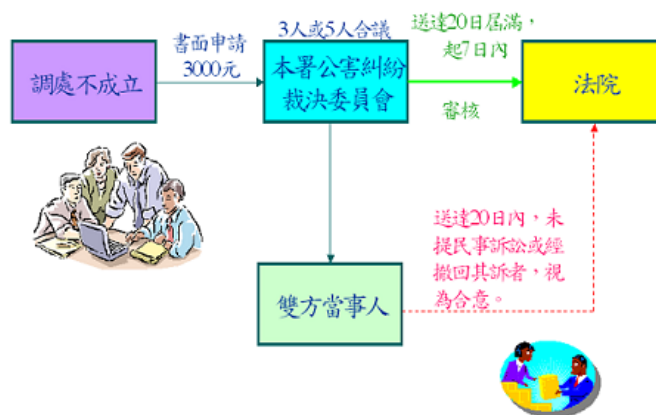 書面申請
3000元
3人或5人合議
送達20日屆滿，
起7日內
調處不成立
本署公害糾紛
裁決委員會
法院
審核
送達20日內，未
提民事訴訟或經
撤回其訴者，視
為合意。
雙方當事人